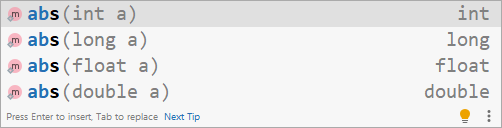 abs(int a) int
abs(long a) long
abs(float a) float
abs(double a) double
Press Enter to insert, Tab to replace Next Tip